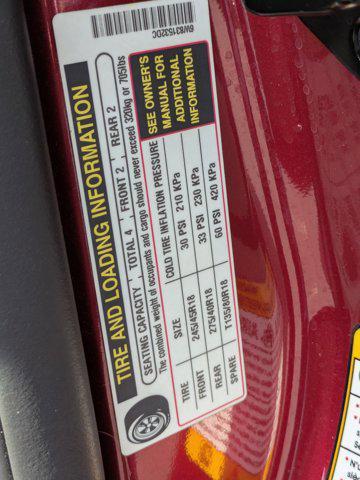 6W831532DC
TIRE AND LOADING INFORMATION
SEATING CAPACITY , TOTAL 4 , FRONT 2 , REAR 2
The combined weight of occupants and cargo should never exceed 320kg or 705lbs
TIRE SIZE COLD TIRE INFLATION PRESSURE
FRONT 245/45R18 30 PSI 210 KPa
REAR 275/40R18 33 PSI 230 KPa
SPARE T135/80R18 60 PSI 420 KPa
SEE OWNER'S
MANUAL FOR
ADDITIONAL
INFORMATION